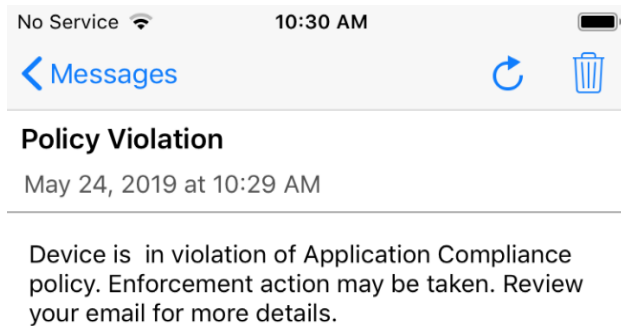 No Service 10:30 AM
Messages
Policy Violation
May 24, 2019 at 10:29 AM
Device is  in violation of Application Compliance
policy. Enforcement action may be taken. Review
your email for more details.